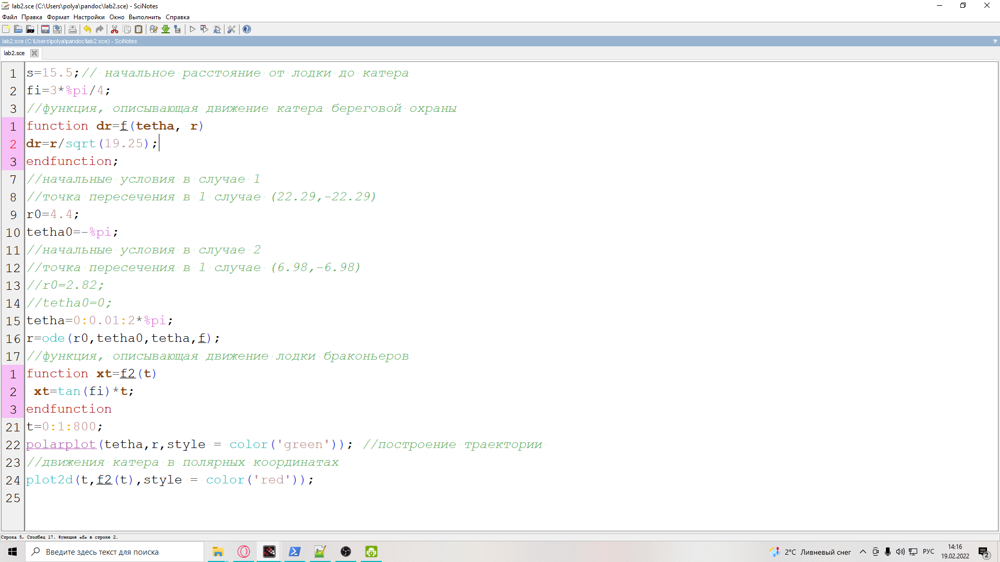 lab2.sce (C:\Users\polya\pandoc\lab2.sce) - SciNotes
Файл Правка Формат Настройки Окно Выполнить Справка
lab2.sce (C:\Users\polya\pandoc\lab2.sce) - SciNotes ?
lab2.sce
1 s=15.5;// начальное расстояние от лодки до катера
2 fi=3*%pi/4;
3 //функция, описывающая движение катера береговой охраны
1 function dr=f(tetha, r)
2 dr=r/sqrt(19.25);
3 endfunction;
7 //начальные условия в случае 1
8 //точка пересечения в 1 случае (22.29,-22.29)
9 r0=4.4;
10 tetha0=-%pi;
11 //начальные условия в случае 2
12 //точка пересечения в 1 случае (6.98,-6.98)
13 //r0=2.82;
14 //tetha0=0;
15 tetha=0:0.01:2*%pi;
16 r=ode(r0,tetha0,tetha,f);
17 //функция, описывающая движение лодки браконьеров
1 function xt=f2(t)
2 xt=tan(fi)*t;
3 endfunction
21 t=0:1:800;
22 polarplot(tetha,r,style = color('green')); //построение траектории
23 //движения катера в полярных координатах
24 plot2d(t,f2(t),style = color('red'));
25
Строка 5, Столбец 17. Функция «f» в строке 2.
Введите здесь текст для поиска
2°C Ливневый снег
РУС
14:16
19.02.2022
2